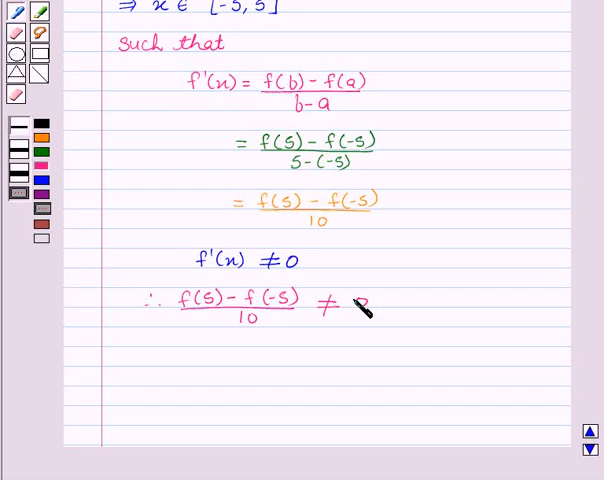 ⇒ x ∈ [-5, 5]
such that
f'(x) = f(b) - f(a) / b - a
= f(5) - f(-5) / 5 - (-5)
= f(5) - f(-5) / 10
f'(x) ≠ 0
∴ f(5) - f(-5) / 10 ≠